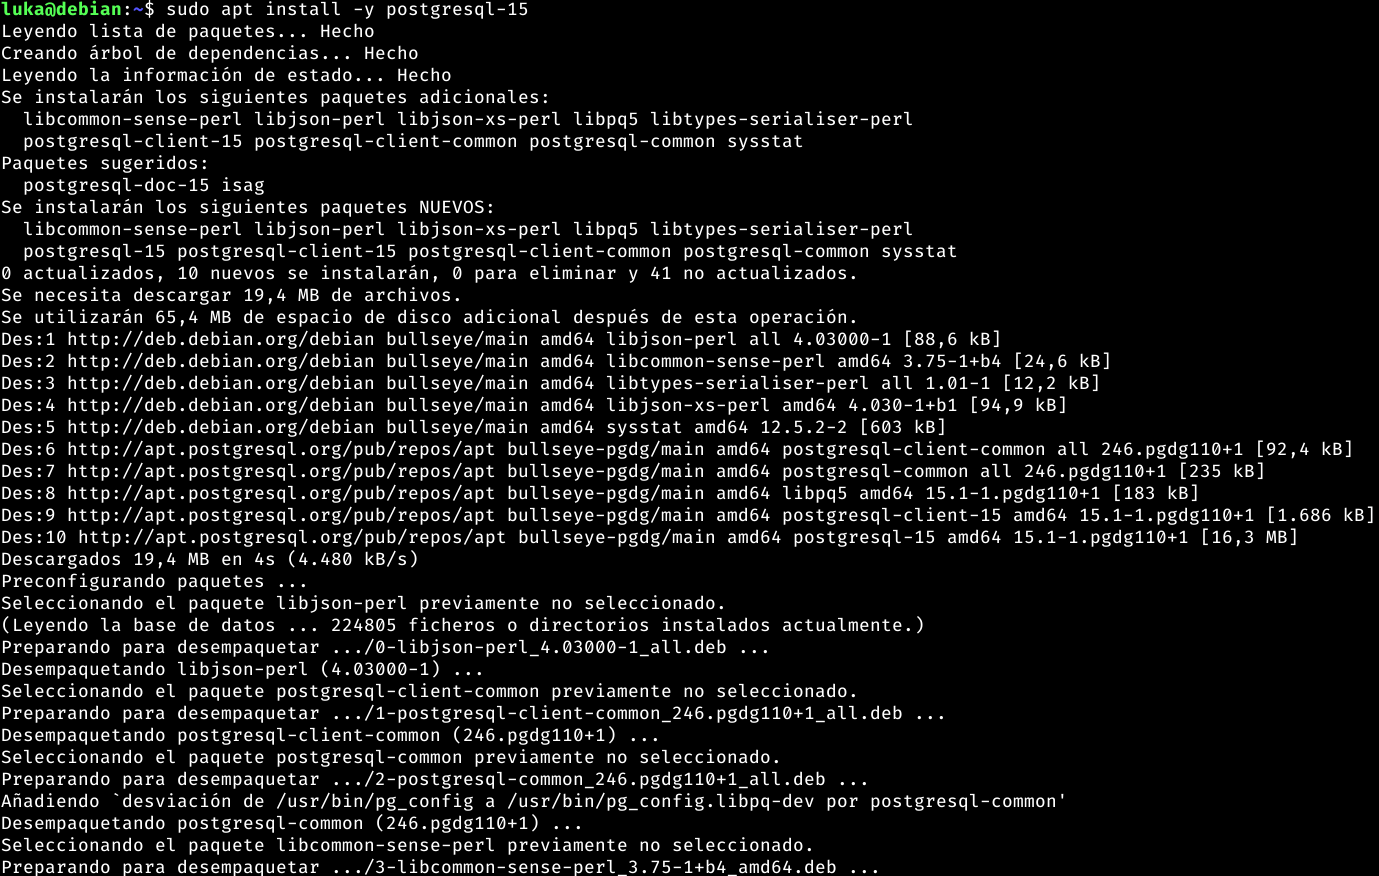 luka@debian:~$ sudo apt install -y postgresql-15
Leyendo lista de paquetes... Hecho
Creando árbol de dependencias... Hecho
Leyendo la información de estado... Hecho
Se instalarán los siguientes paquetes adicionales:
  libcommon-sense-perl libjson-perl libjson-xs-perl libpq5 libtypes-serialiser-perl
  postgresql-client-15 postgresql-client-common postgresql-common sysstat
Paquetes sugeridos:
  postgresql-doc-15 isag
Se instalarán los siguientes paquetes NUEVOS:
  libcommon-sense-perl libjson-perl libjson-xs-perl libpq5 libtypes-serialiser-perl
  postgresql-15 postgresql-client-15 postgresql-client-common postgresql-common sysstat
0 actualizados, 10 nuevos se instalarán, 0 para eliminar y 41 no actualizados.
Se necesita descargar 19,4 MB de archivos.
Se utilizarán 65,4 MB de espacio de disco adicional después de esta operación.
Des:1 http://deb.debian.org/debian bullseye/main amd64 libjson-perl all 4.03000-1 [88,6 kB]
Des:2 http://deb.debian.org/debian bullseye/main amd64 libcommon-sense-perl amd64 3.75-1+b4 [24,6 kB]
Des:3 http://deb.debian.org/debian bullseye/main amd64 libtypes-serialiser-perl all 1.01-1 [12,2 kB]
Des:4 http://deb.debian.org/debian bullseye/main amd64 libjson-xs-perl amd64 4.030-1+b1 [94,9 kB]
Des:5 http://deb.debian.org/debian bullseye/main amd64 sysstat amd64 12.5.2-2 [603 kB]
Des:6 http://apt.postgresql.org/pub/repos/apt bullseye-pgdg/main amd64 postgresql-client-common all 246.pgdg110+1 [92,4 kB]
Des:7 http://apt.postgresql.org/pub/repos/apt bullseye-pgdg/main amd64 postgresql-common all 246.pgdg110+1 [235 kB]
Des:8 http://apt.postgresql.org/pub/repos/apt bullseye-pgdg/main amd64 libpq5 amd64 15.1-1.pgdg110+1 [183 kB]
Des:9 http://apt.postgresql.org/pub/repos/apt bullseye-pgdg/main amd64 postgresql-client-15 amd64 15.1-1.pgdg110+1 [1.686 kB]
Des:10 http://apt.postgresql.org/pub/repos/apt bullseye-pgdg/main amd64 postgresql-15 amd64 15.1-1.pgdg110+1 [16,3 MB]
Descargados 19,4 MB en 4s (4.480 kB/s)
Preconfigurando paquetes ...
Seleccionando el paquete libjson-perl previamente no seleccionado.
(Leyendo la base de datos ... 224805 ficheros o directorios instalados actualmente.)
Preparando para desempaquetar .../0-libjson-perl_4.03000-1_all.deb ...
Desempaquetando libjson-perl (4.03000-1) ...
Seleccionando el paquete postgresql-client-common previamente no seleccionado.
Preparando para desempaquetar .../1-postgresql-client-common_246.pgdg110+1_all.deb ...
Desempaquetando postgresql-client-common (246.pgdg110+1) ...
Seleccionando el paquete postgresql-common previamente no seleccionado.
Preparando para desempaquetar .../2-postgresql-common_246.pgdg110+1_all.deb ...
Añadiendo `desviación de /usr/bin/pg_config a /usr/bin/pg_config.libpq-dev por postgresql-common'
Desempaquetando postgresql-common (246.pgdg110+1) ...
Seleccionando el paquete libcommon-sense-perl previamente no seleccionado.
Preparando para desempaquetar .../3-libcommon-sense-perl_3.75-1+b4_amd64.deb ...